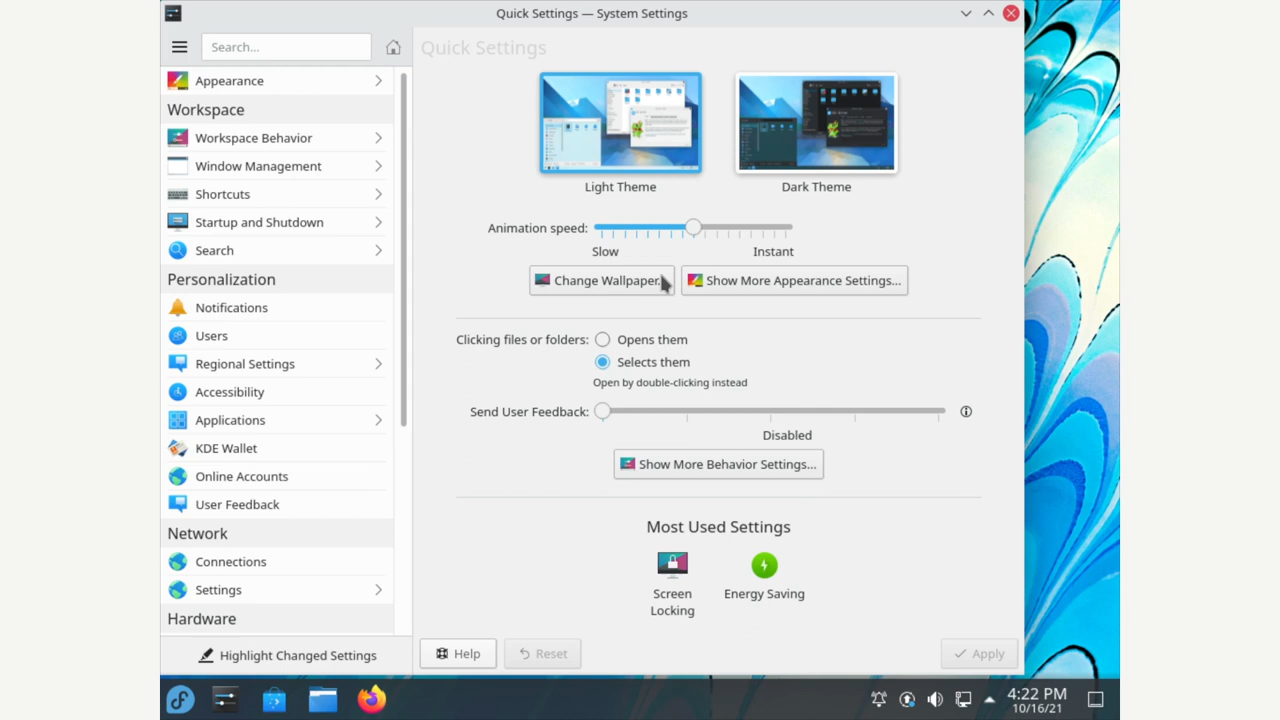 Quick Settings — System Settings
Search...
Quick Settings
Appearance
Workspace
Workspace Behavior
Window Management
Shortcuts
Startup and Shutdown
Search
Personalization
Notifications
Users
Regional Settings
Accessibility
Applications
KDE Wallet
Online Accounts
User Feedback
Network
Connections
Settings
Hardware
Highlight Changed Settings
Light Theme
Dark Theme
Animation speed:
Slow
Instant
Change Wallpaper...
Show More Appearance Settings...
Clicking files or folders:
Opens them
Selects them
Open by double-clicking instead
Send User Feedback:
Disabled
Show More Behavior Settings...
Most Used Settings
Screen
Locking
Energy Saving
Help
Reset
Apply
4:22 PM
10/16/21